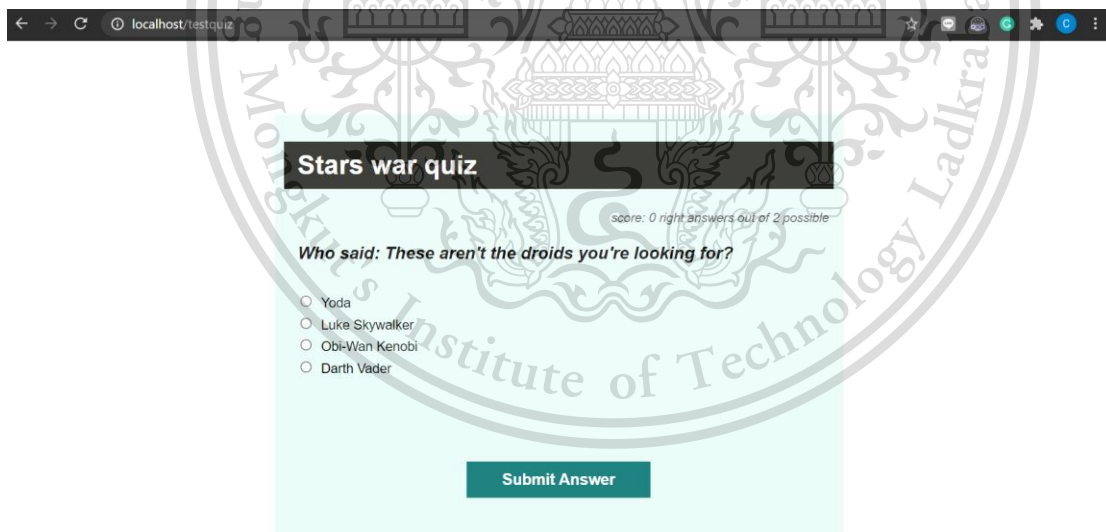 localhost/testquiz
C
Stars war quiz
score: 0 right answers out of 2 possible
Who said: These aren't the droids you're looking for?
Yoda
Luke Skywalker
Obi-Wan Kenobi
Darth Vader
Submit Answer
Mongkut's Institute of Technology Ladkra